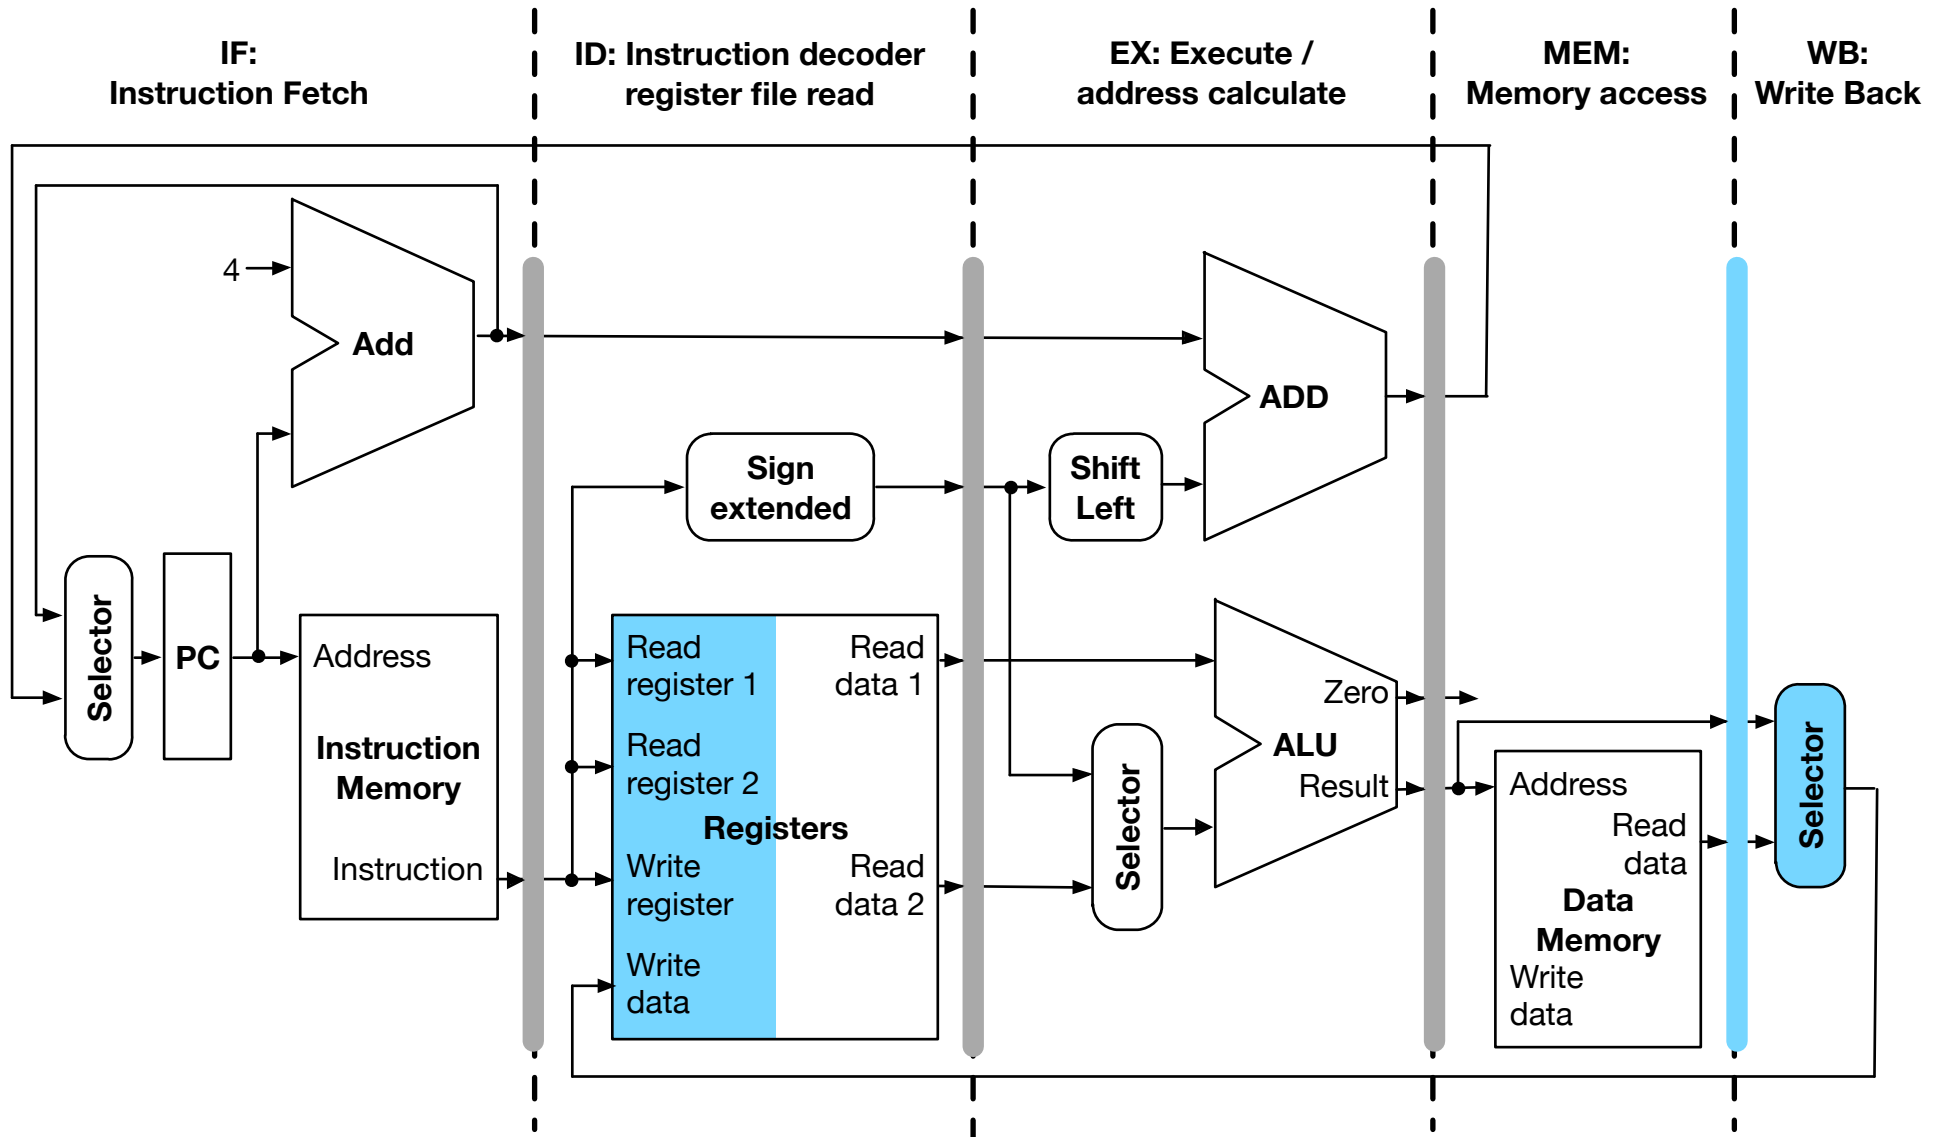 IF:
Instruction Fetch
ID: Instruction decoder
register file read
EX: Execute /
address calculate
MEM:
Memory access
WB:
Write Back
4
Add
ADD
Sign
extended
Shift
Left
Selector
PC
Address
Instruction
Memory
Instruction
Read
register 1
Read
data 1
Read
register 2
Registers
Write
register
Read
data 2
Write
data
Selector
Zero
ALU
Result
Address
Read
data
Data
Memory
Write
data
Selector